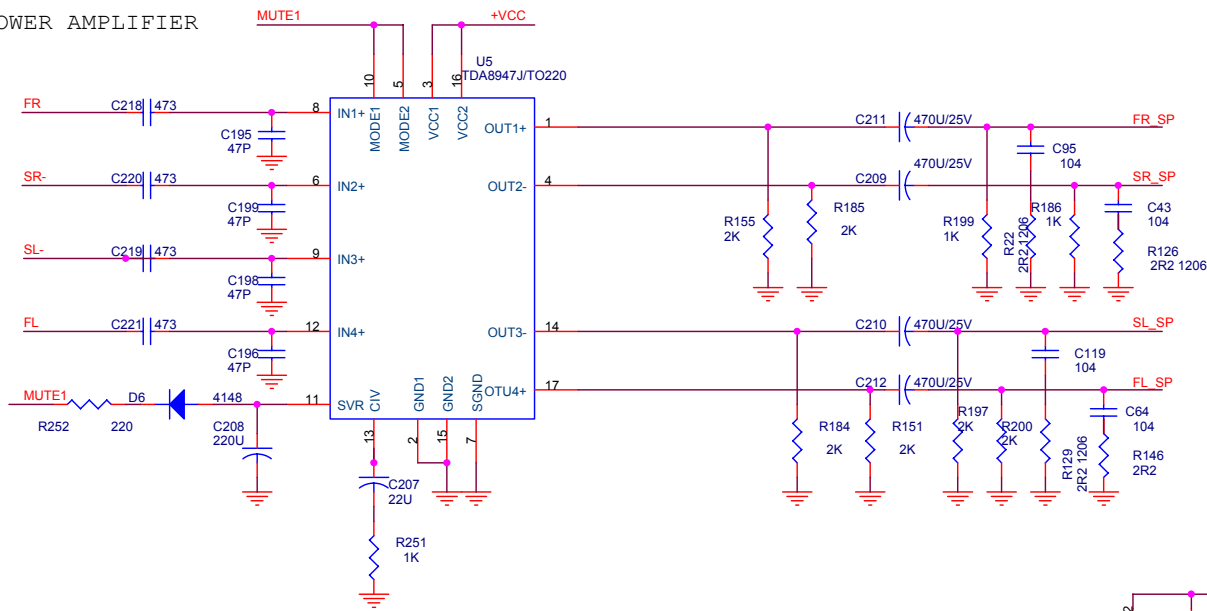 OWER AMPLIFIER
MUTE1
+VCC
U5
TDA8947J/TO220
10
5
3
16
MODE1
MODE2
VCC1
VCC2
FR
C218
473
8
IN1+
C195
47P
SR-
C220
473
6
IN2+
C199
47P
SL-
C219
473
9
IN3+
C198
47P
FL
C221
473
12
IN4+
C196
47P
MUTE1
D6
4148
11
SVR
R252
220
C208
220U
CIV
GND1
GND2
SGND
13
2
15
7
C207
22U
R251
1K
OUT1+
1
OUT2-
4
OUT3-
14
OTU4+
17
C211
470U/25V
FR_SP
C95
104
C209
470U/25V
SR_SP
R155
2K
R185
2K
R199
1K
R22
2R2 1206
R186
1K
C43
104
R126
2R2 1206
C210
470U/25V
SL_SP
C119
104
C212
470U/25V
FL_SP
R184
2K
R151
2K
R197
2K
R200
2K
R129
2R2 1206
C64
104
R146
2R2